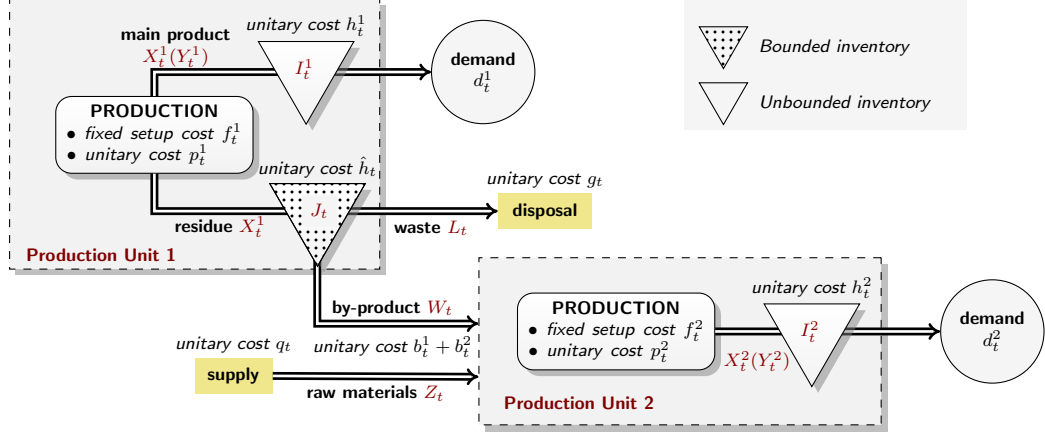 unitary cost h_t^1
main product
X_t^1(Y_t^1)
I_t^1
demand
d_t^1
Bounded inventory
Unbounded inventory
PRODUCTION
• fixed setup cost f_t^1
• unitary cost p_t^1
unitary cost ĥ_t
J_t
residue X_t^1
waste L_t
unitary cost g_t
disposal
Production Unit 1
by-product W_t
unitary cost b_t^1 + b_t^2
unitary cost q_t
supply
raw materials Z_t
PRODUCTION
• fixed setup cost f_t^2
• unitary cost p_t^2
X_t^2(Y_t^2)
unitary cost h_t^2
I_t^2
demand
d_t^2
Production Unit 2